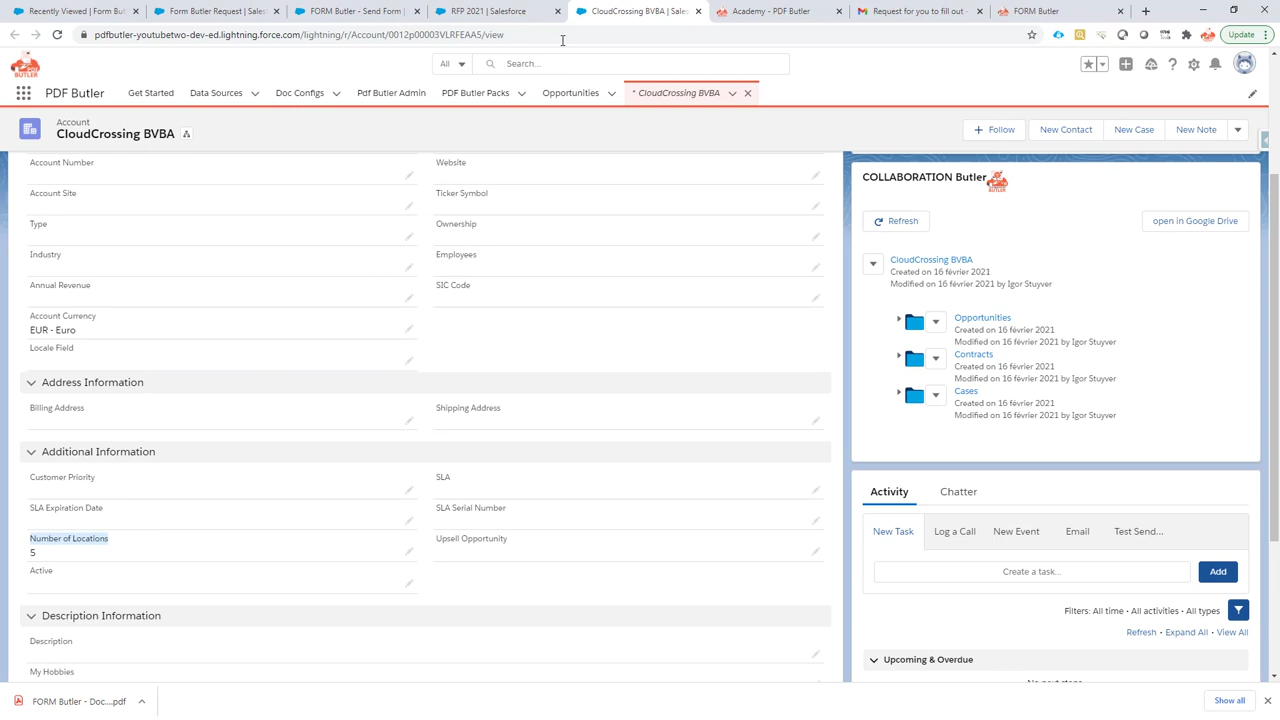 Recently Viewed | For
Form Butler Request | Sales
FORM Butler - Send Form |
RFP 2021 | Salesforce
CloudCrossing BVBA | Sales
Academy - PDF Butler
Request for you to fill out -
FORM Butler
pdfbutler-youtubetwo-dev-ed.lightning.force.com/lightning/r/Account/0012p00003VLRFEAA5/view
Update
PDF BUTLER
All
Search...
PDF Butler
Get Started
Data Sources
Doc Configs
Pdf Butler Admin
PDF Butler Packs
Opportunities
* CloudCrossing BVBA
Account
CloudCrossing BVBA
Follow
New Contact
New Case
New Note
Account Number
Website
Account Site
Ticker Symbol
Type
Ownership
Industry
Employees
Annual Revenue
SIC Code
Account Currency
EUR - Euro
Locale Field
Address Information
Billing Address
Shipping Address
Additional Information
Customer Priority
SLA
SLA Expiration Date
SLA Serial Number
Number of Locations
5
Upsell Opportunity
Active
Description Information
Description
My Hobbies
COLLABORATION Butler
Refresh
open in Google Drive
CloudCrossing BVBA
Created on 16 février 2021
Modified on 16 février 2021 by Igor Stuyver
Opportunities
Created on 16 février 2021
Modified on 16 février 2021 by Igor Stuyver
Contracts
Created on 16 février 2021
Modified on 16 février 2021 by Igor Stuyver
Cases
Created on 16 février 2021
Modified on 16 février 2021 by Igor Stuyver
Activity
Chatter
New Task
Log a Call
New Event
Email
Test Send...
Create a task...
Add
Filters: All time • All activities • All types
Refresh • Expand All • View All
Upcoming & Overdue
No next steps
FORM Butler - Doc....pdf
Show all